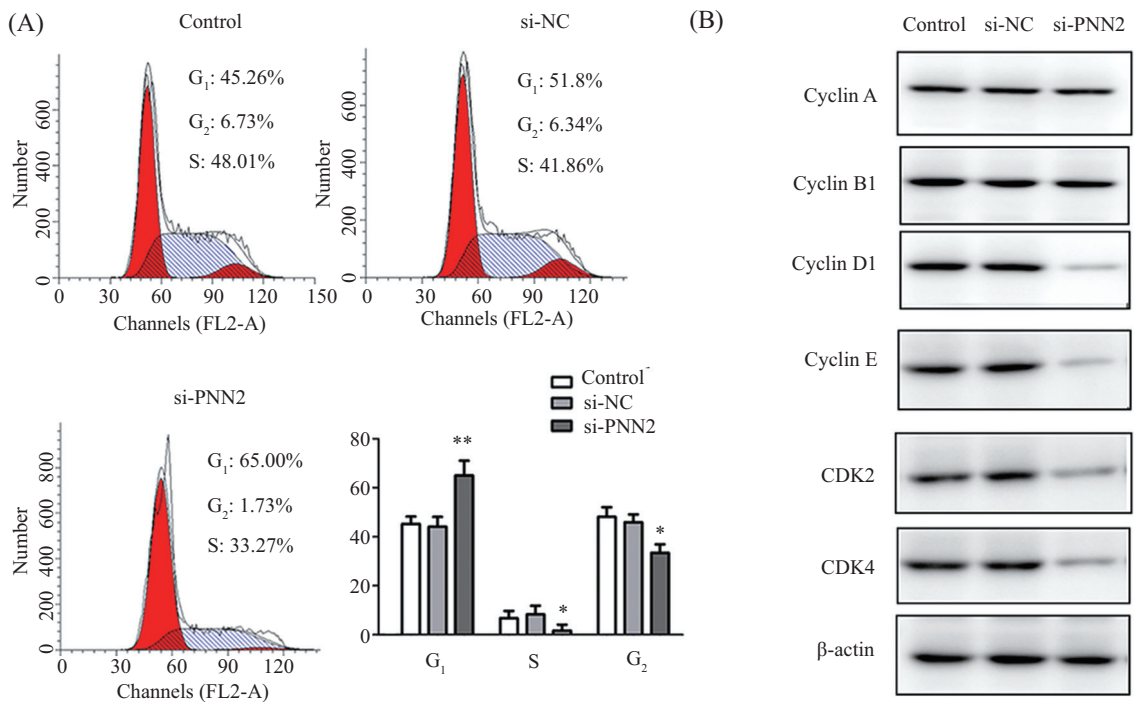 (A)
Control
G₁: 45.26%
G₂: 6.73%
S: 48.01%
Number
0 200 400 600
0 30 60 90 120 150
Channels (FL2-A)
si-NC
G₁: 51.8%
G₂: 6.34%
S: 41.86%
Number
0 200 400 600
0 30 60 90 120
Channels (FL2-A)
si-PNN2
G₁: 65.00%
G₂: 1.73%
S: 33.27%
Number
0 200 400 600 800
0 30 60 90 120
Channels (FL2-A)
Control
si-NC
si-PNN2
80
60
40
20
0
**
*
*
G₁ S G₂
(B)
Control si-NC si-PNN2
Cyclin A
Cyclin B1
Cyclin D1
Cyclin E
CDK2
CDK4
β-actin